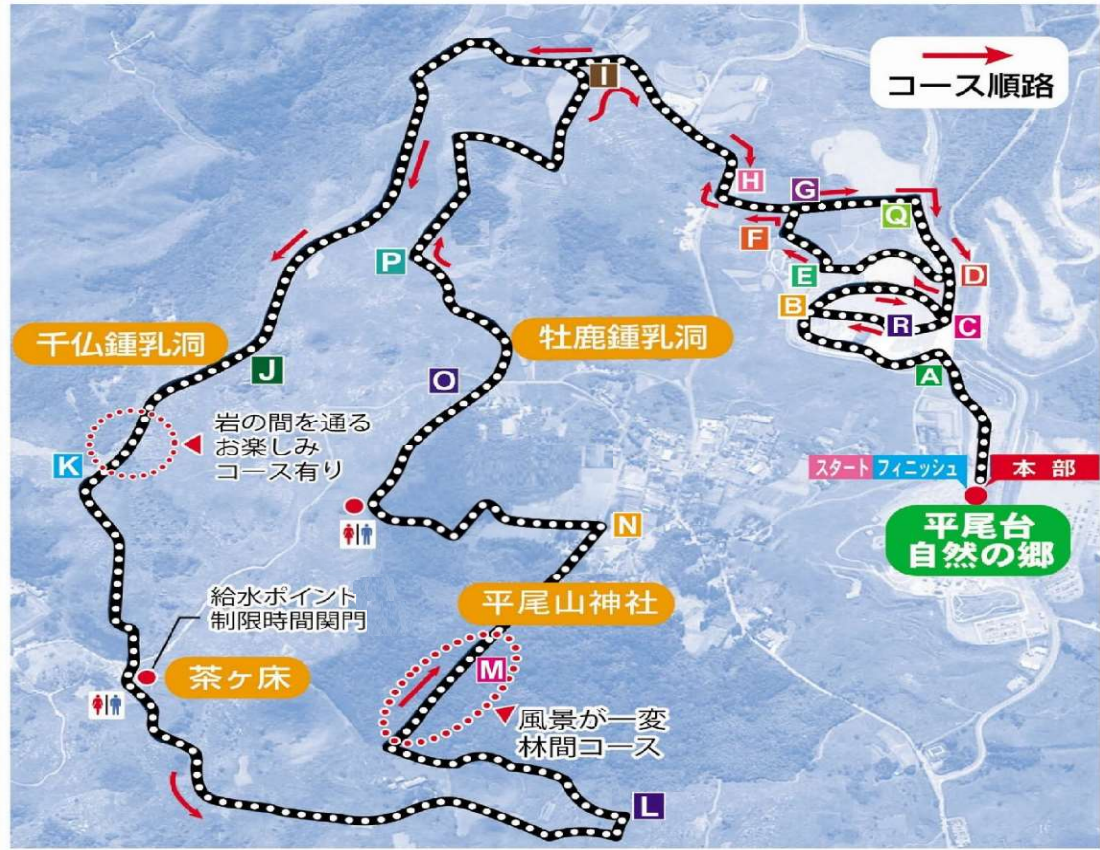 コース順路
I
H
G
Q
F
E
D
B
R
C
A
P
千仏鍾乳洞
牡鹿鍾乳洞
J
O
岩の間を通る
お楽しみ
コース有り
K
スタート フィニッシュ 本部
平尾台
自然の郷
N
給水ポイント
制限時間関門
平尾山神社
茶ヶ床
M
風景が一変
林間コース
L